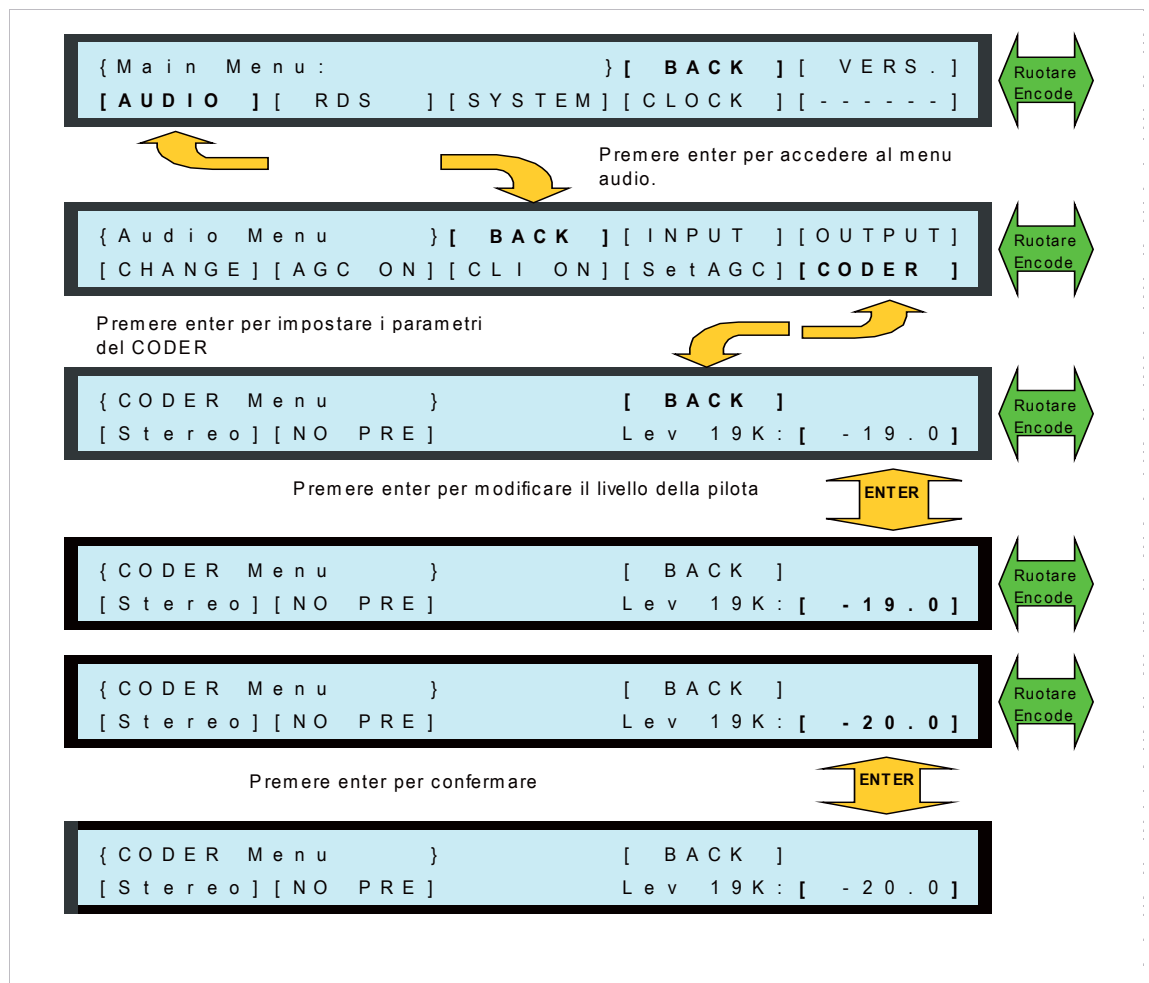 {Main Menu: }[ BACK ][ VERS.]
[AUDIO ][ RDS ][SYSTEM][CLOCK ][------]
Ruotare
Encode
Premere enter per accedere al menu
audio.
{Audio Menu }[ BACK ][INPUT ][OUTPUT]
[CHANGE][AGC ON][CLI ON][SetAGC][CODER ]
Ruotare
Encode
Premere enter per impostare i parametri
del CODER
{CODER Menu } [ BACK ]
[Stereo][NO PRE] Lev 19K:[ -19.0]
Ruotare
Encode
Premere enter per modificare il livello della pilota
ENTER
{CODER Menu } [ BACK ]
[Stereo][NO PRE] Lev 19K:[ -19.0]
Ruotare
Encode
{CODER Menu } [ BACK ]
[Stereo][NO PRE] Lev 19K:[ -20.0]
Ruotare
Encode
Premere enter per confermare
ENTER
{CODER Menu } [ BACK ]
[Stereo][NO PRE] Lev 19K:[ -20.0]